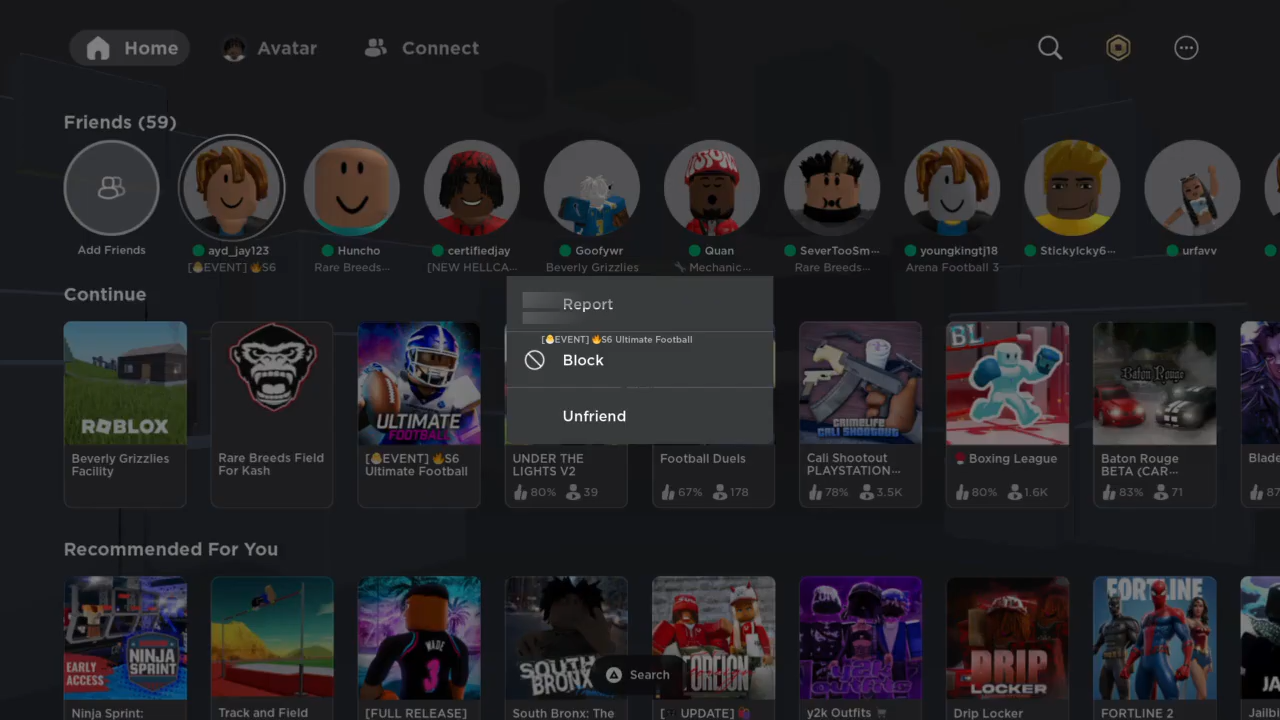 Home
Avatar
Connect
Friends (59)
Add Friends
ayd_jay123
[🐣EVENT] 🔥S6
Huncho
Rare Breeds...
certifiedjay
[NEW HELLCA...
Goofywr
Beverly Grizzlies
Quan
🔧 Mechanic...
SeverTooSm...
Rare Breeds...
youngkingtj18
Arena Football 3
StickyIcky6...
urfavv
Continue
Report
[🐣EVENT] 🔥S6 Ultimate Football
Block
Unfriend
ROBLOX
Beverly Grizzlies
Facility
Rare Breeds Field
For Kash
ULTIMATE
FOOTBALL
[🐣EVENT] 🔥S6
Ultimate Football
UNDER THE
LIGHTS V2
80% 39
Football Duels
67% 178
CRIMELIFE
CALI SHOOTOUT
Cali Shootout
PLAYSTATION...
78% 3.5K
BL
🥊 Boxing League
80% 1.6K
Baton Rouge
Baton Rouge
BETA (CAR...
83% 71
Blade
87
Recommended For You
EARLY
ACCESS
NINJA
SPRINT
Ninja Sprint:
Track and Field
WADE
3
[FULL RELEASE]
SOUTH
BRONX
South Bronx: The
FOREIGN
UPDATE]
y2k outfits
y2k Outfits 🛒
DRIP
LOCKER
Drip Locker
FORTLINE
FORTLINE 2
JA
Jailb
Search